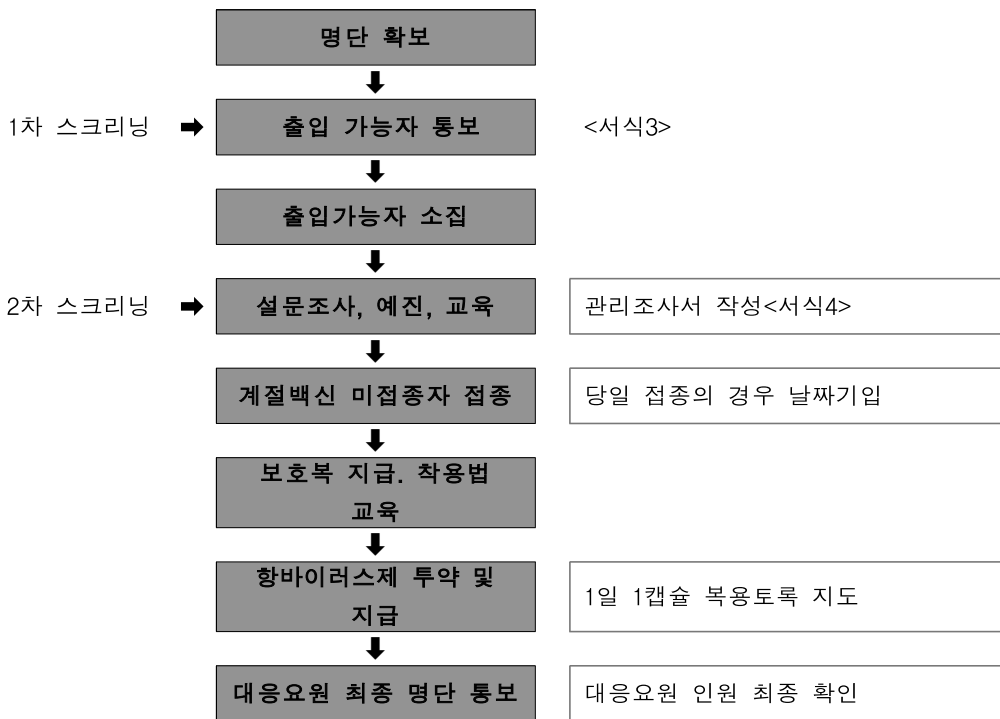 명단 확보
1차 스크리닝 ➡ 출입 가능자 통보 <서식3>
출입가능자 소집
2차 스크리닝 ➡ 설문조사, 예진, 교육 관리조사서 작성<서식4>
계절백신 미접종자 접종 당일 접종의 경우 날짜기입
보호복 지급. 착용법
교육
항바이러스제 투약 및
지급
1일 1캡슐 복용토록 지도
대응요원 최종 명단 통보 대응요원 인원 최종 확인